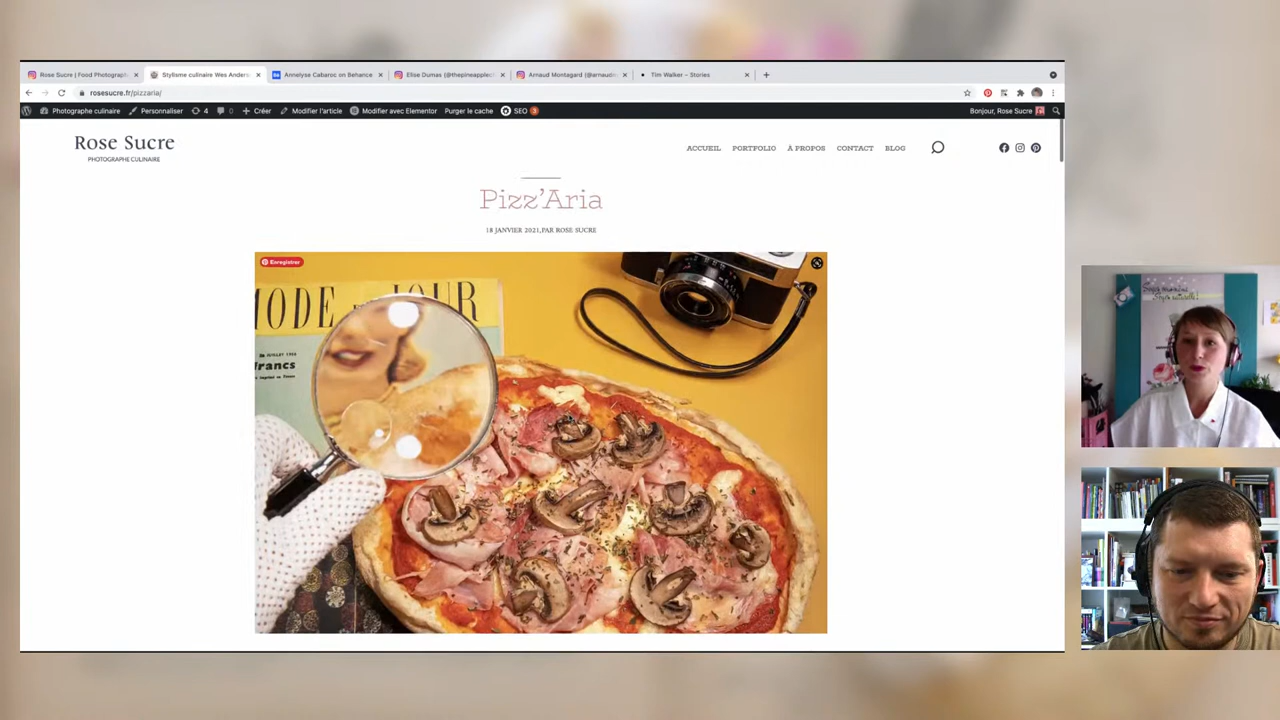 Rose Sucre | Food Photograph
Stylisme culinaire Wes Anders
Annelyse Cabaroc on Behance
Elise Dumas (@thepineapplec
Arnaud Montagard (@arnaud
Tim Walker – Stories
rosesucre.fr/pizzaria/
Photographe culinaire
Personnaliser
4
0
Créer
Modifier l'article
Modifier avec Elementor
Purger le cache
SEO 3
Bonjour, Rose Sucre
Rose Sucre
PHOTOGRAPHE CULINAIRE
ACCUEIL PORTFOLIO À PROPOS CONTACT BLOG
Pizz'Aria
18 JANVIER 2021, PAR ROSE SUCRE
Enregistrer
MODE JOUR
francs